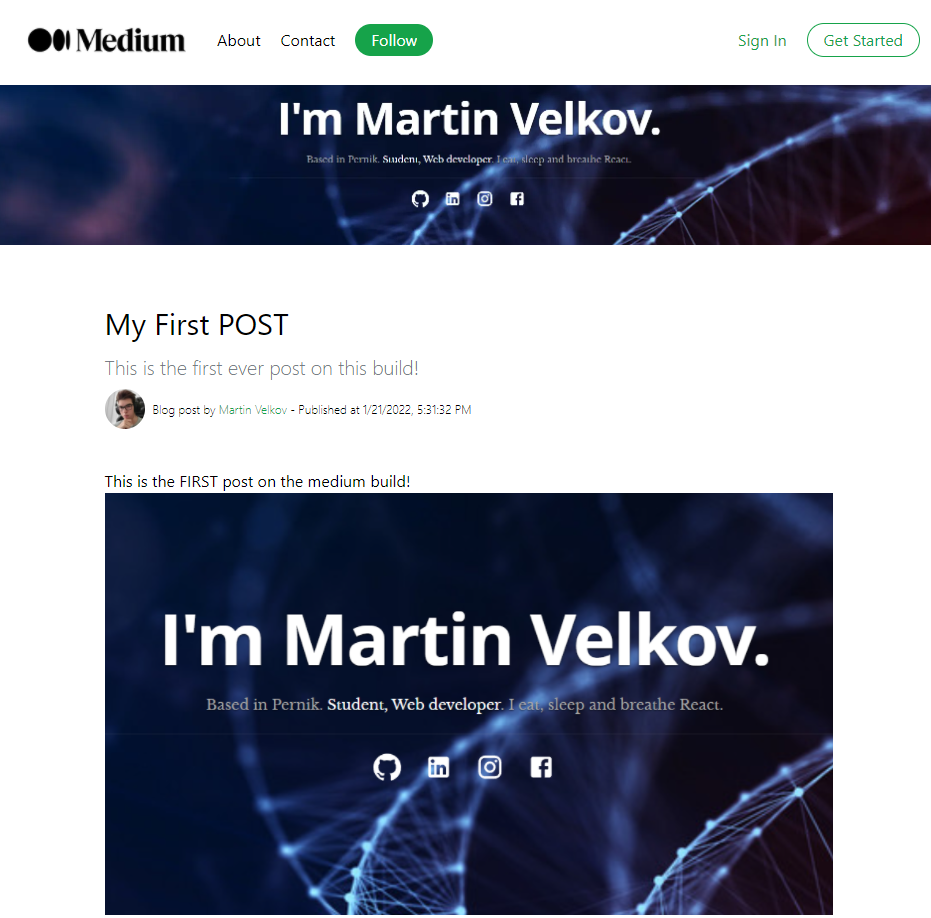 Medium About Contact Follow Sign In Get Started
I'm Martin Velkov.
Based in Pernik. Student, Web developer. I eat, sleep and breathe React.
My First POST
This is the first ever post on this build!
Blog post by Martin Velkov - Published at 1/21/2022, 5:31:32 PM
This is the FIRST post on the medium build!
I'm Martin Velkov.
Based in Pernik. Student, Web developer. I eat, sleep and breathe React.